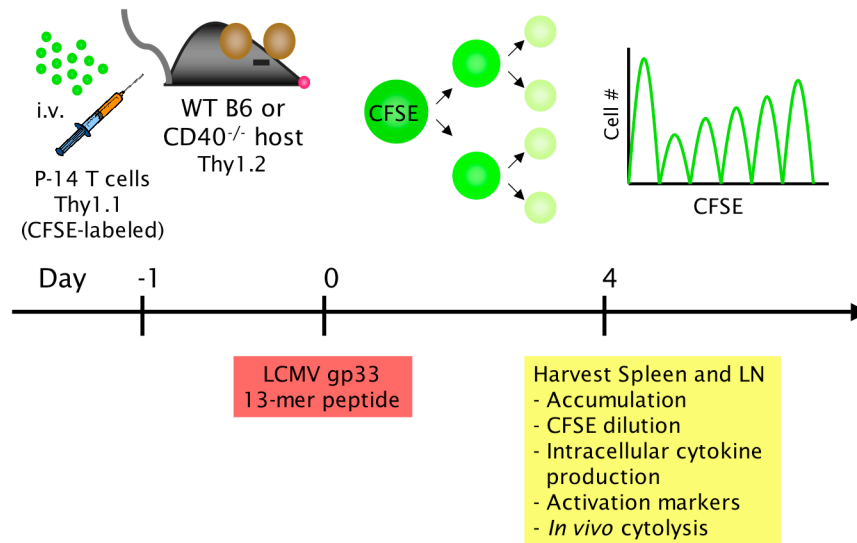 i.v.
P-14 T cells
Thy1.1
(CFSE-labeled)
WT B6 or
CD40-/- host
Thy1.2
CFSE
Cell #
CFSE
Day
-1
0
4
LCMV gp33
13-mer peptide
Harvest Spleen and LN
- Accumulation
- CFSE dilution
- Intracellular cytokine
production
- Activation markers
- In vivo cytolysis